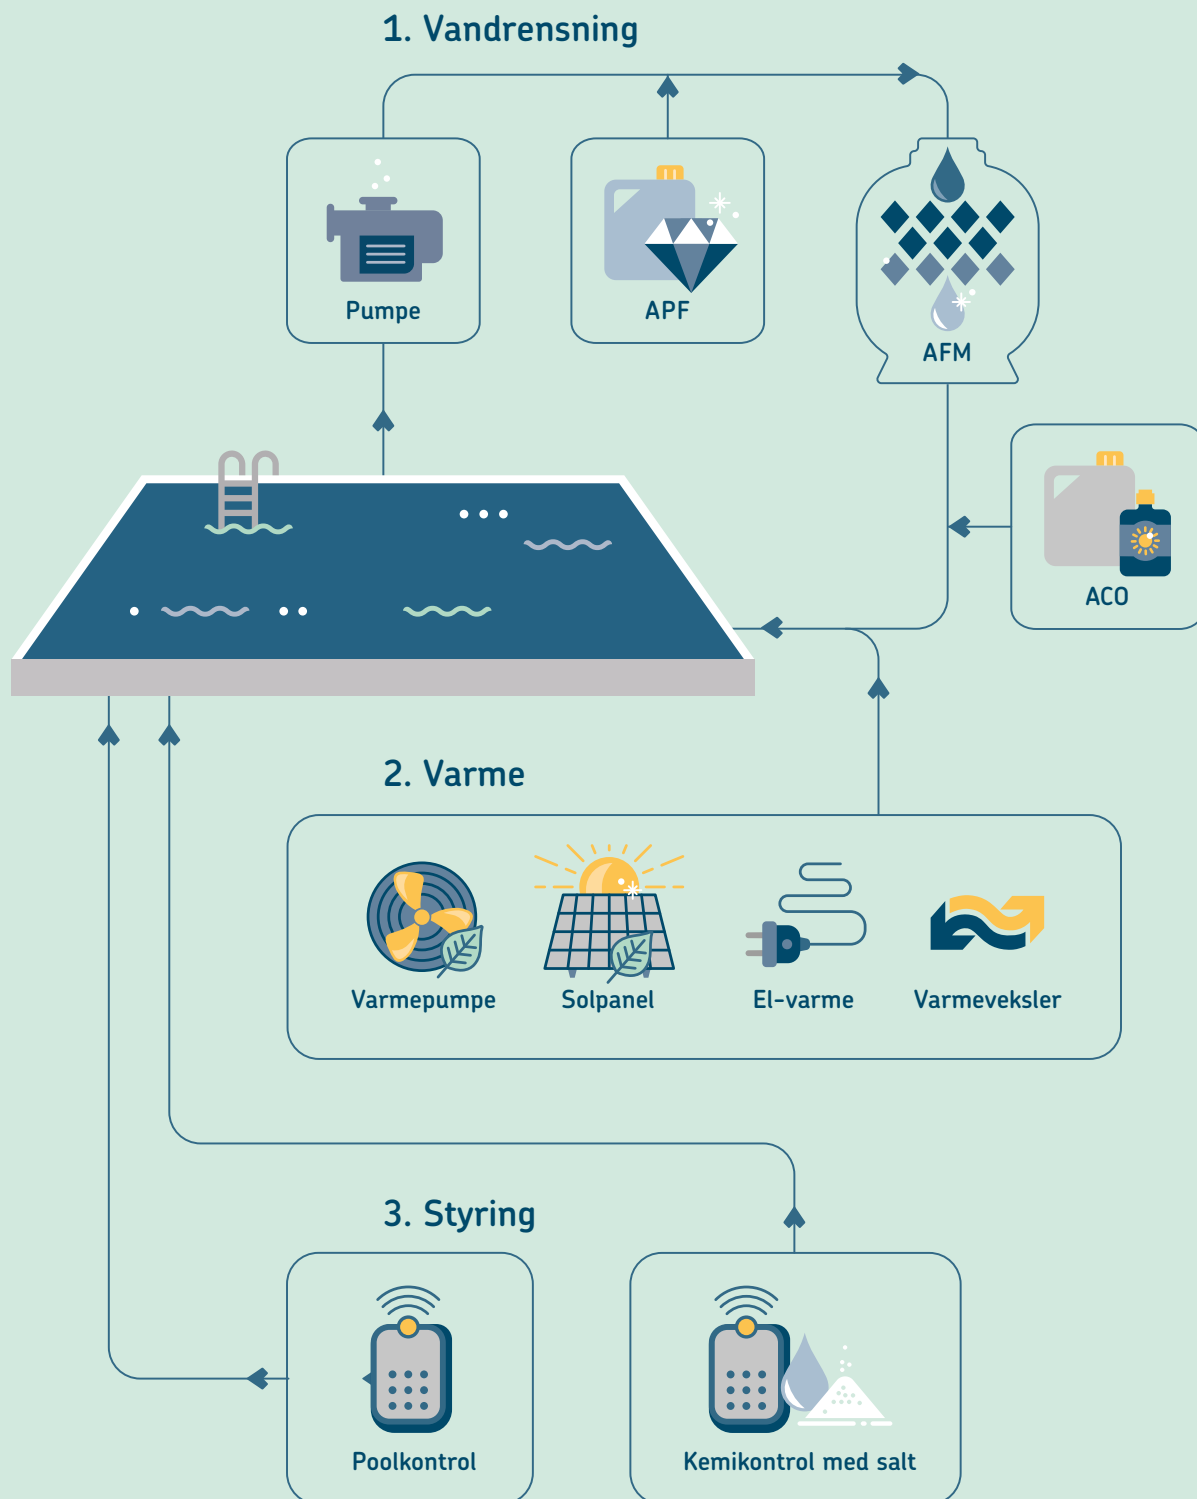 1. Vandrensning
Pumpe
APF
AFM
ACO
2. Varme
Varmepumpe
Solpanel
El-varme
Varmeveksler
3. Styring
Poolkontrol
Kemikontrol med salt